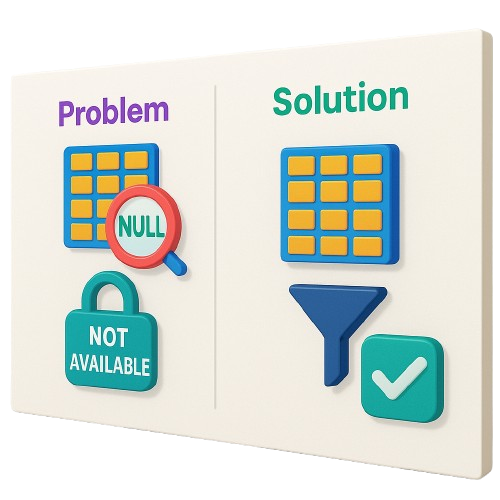 Problem
NULL
NOT
AVAILABLE
Solution